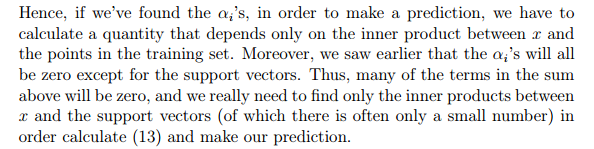 Hence, if we've found the αᵢ's, in order to make a prediction, we have to
calculate a quantity that depends only on the inner product between x and
the points in the training set. Moreover, we saw earlier that the αᵢ's will all
be zero except for the support vectors. Thus, many of the terms in the sum
above will be zero, and we really need to find only the inner products between
x and the support vectors (of which there is often only a small number) in
order calculate (13) and make our prediction.